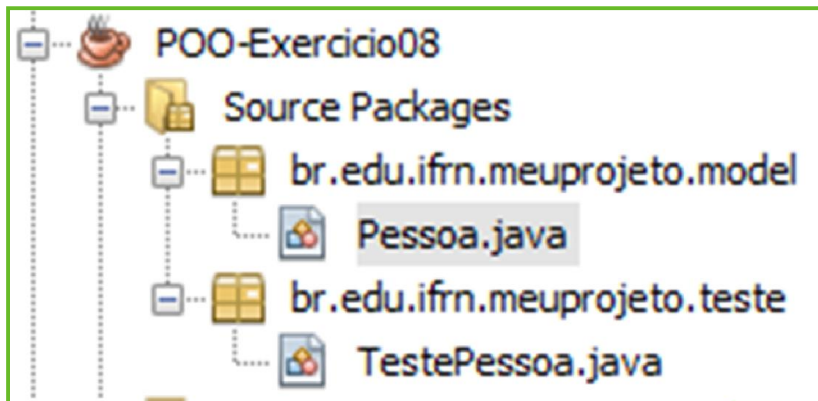 POO-Exercicio08
Source Packages
br.edu.ifrn.meuprojeto.model
Pessoa.java
br.edu.ifrn.meuprojeto.teste
TestePessoa.java